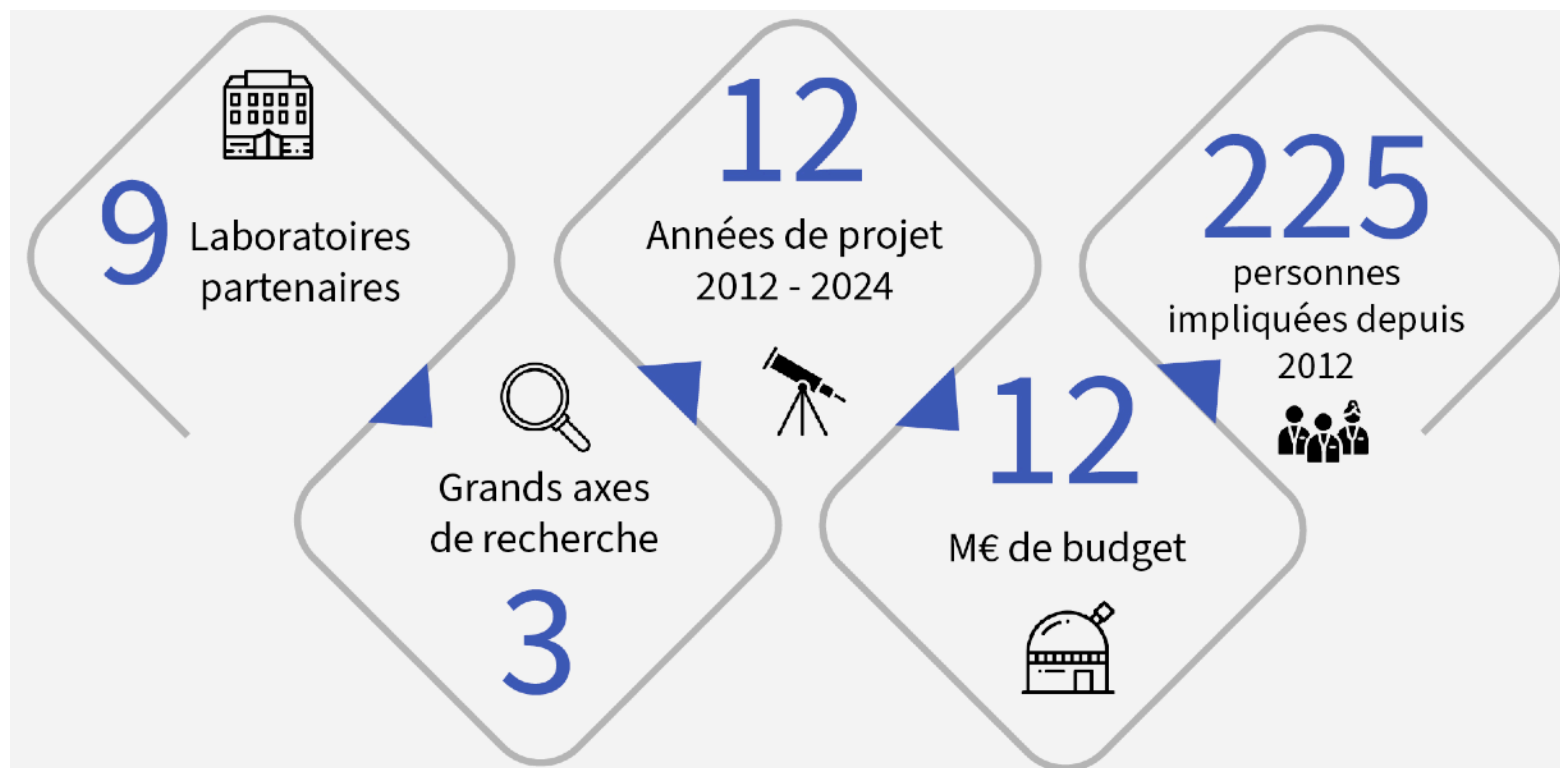 9
Laboratoires
partenaires
Grands axes
de recherche
3
12
Années de projet
2012 - 2024
12
M€ de budget
225
personnes
impliquées depuis
2012